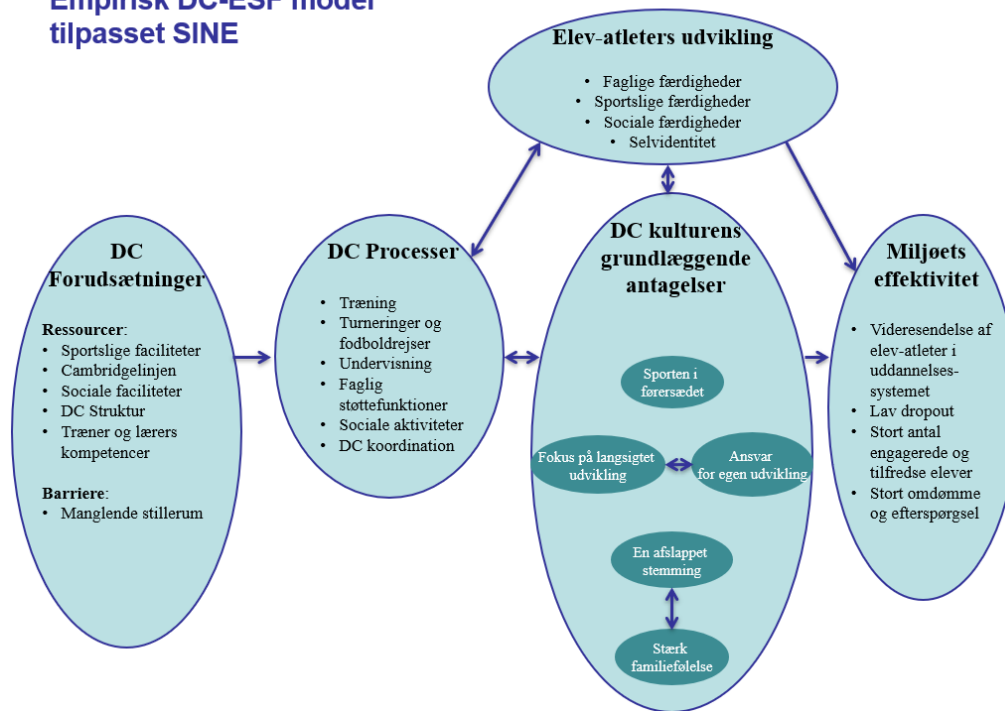 Empirisk DC-ESF model
tilpasset SINE
Elev-atleters udvikling
• Faglige færdigheder
• Sportslige færdigheder
• Sociale færdigheder
• Selvidentitet
DC
Forudsætninger
Ressourcer:
• Sportslige faciliteter
• Cambridgelinjen
• Sociale faciliteter
• DC Struktur
• Træner og lærers
kompetencer
Barriere:
• Manglende stillerum
DC Processer
• Træning
• Turneringer og
fodboldrejser
• Undervisning
• Faglig
støttefunktioner
• Sociale aktiviteter
• DC koordination
DC kulturens
grundlæggende
antagelser
Sporten i
førersædet
Fokus på langsigtet
udvikling
Ansvar
for egen udvikling
En afslappet
stemming
Stærk
familiefølelse
Miljøets
effektivitet
• Videresendelse af
elev-atleter i
uddannelses-
systemet
• Lav dropout
• Stort antal
engagerede og
tilfredse elever
• Stort omdømme
og efterspørgsel